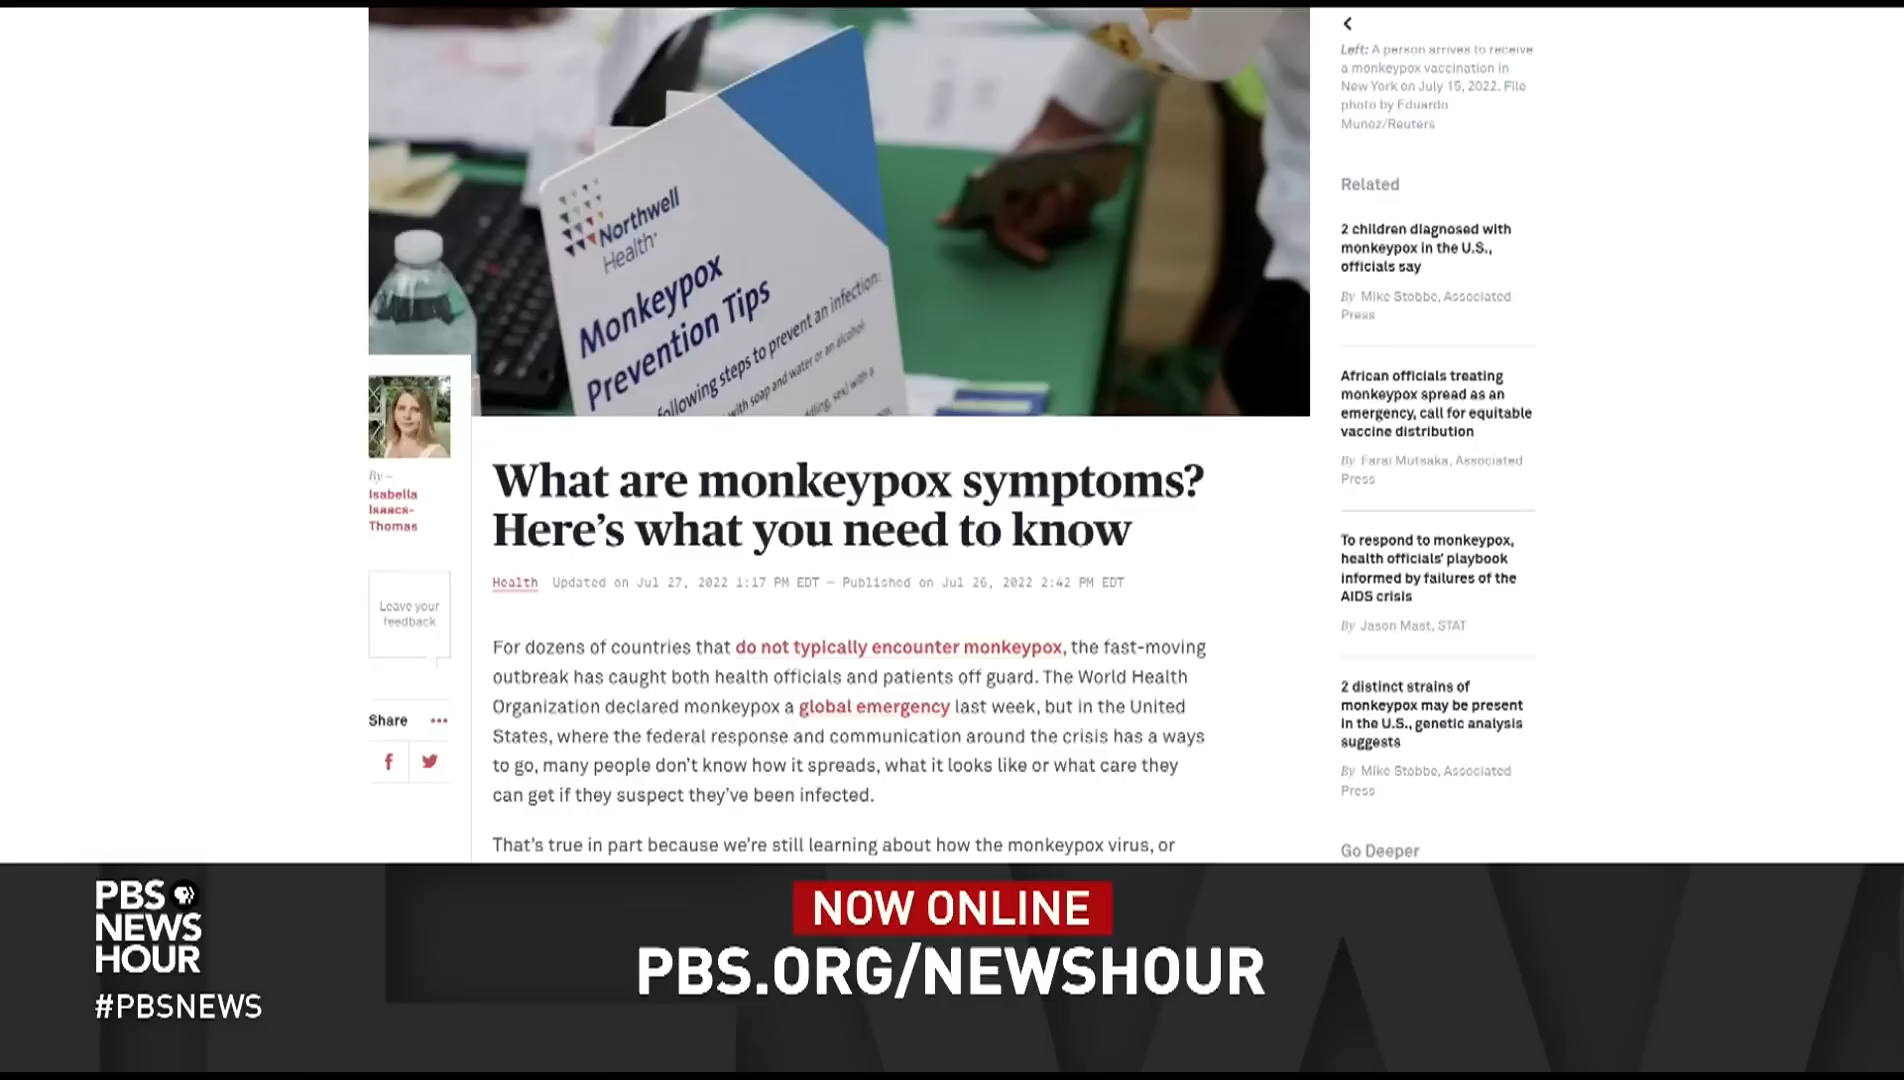 Northwell
Health
Monkeypox
Prevention Tips
following steps to prevent an infection:
with soap and water or an alcohol-
sex) with a
By —
Isabella
Isaacs-
Thomas
Leave your
feedback
Share
What are monkeypox symptoms?
Here's what you need to know
Health Updated on Jul 27, 2022 1:17 PM EDT — Published on Jul 26, 2022 2:42 PM EDT
For dozens of countries that do not typically encounter monkeypox, the fast-moving
outbreak has caught both health officials and patients off guard. The World Health
Organization declared monkeypox a global emergency last week, but in the United
States, where the federal response and communication around the crisis has a ways
to go, many people don't know how it spreads, what it looks like or what care they
can get if they suspect they've been infected.
That's true in part because we're still learning about how the monkeypox virus, or
Left: A person arrives to receive
a monkeypox vaccination in
New York on July 15, 2022. File
photo by Eduardo
Munoz/Reuters
Related
2 children diagnosed with
monkeypox in the U.S.,
officials say
By Mike Stobbe, Associated
Press
African officials treating
monkeypox spread as an
emergency, call for equitable
vaccine distribution
By Farai Mutsaka, Associated
Press
To respond to monkeypox,
health officials' playbook
informed by failures of the
AIDS crisis
By Jason Mast, STAT
2 distinct strains of
monkeypox may be present
in the U.S., genetic analysis
suggests
By Mike Stobbe, Associated
Press
Go Deeper
PBS
NEWS
HOUR
#PBSNEWS
NOW ONLINE
PBS.ORG/NEWSHOUR